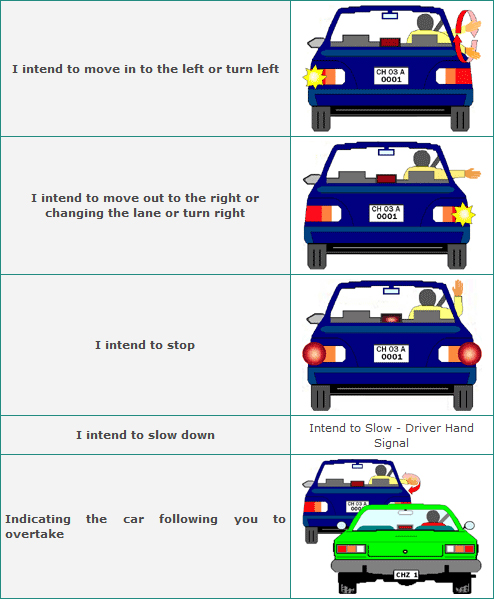 I intend to move in to the left or turn left
CH 03 A
0001
I intend to move out to the right or
changing the lane or turn right
CH 03 A
0001
I intend to stop
CH 03 A
0001
I intend to slow down
Intend to Slow - Driver Hand
Signal
Indicating the car following you to
overtake
CH 03 A
0001
CHZ 1